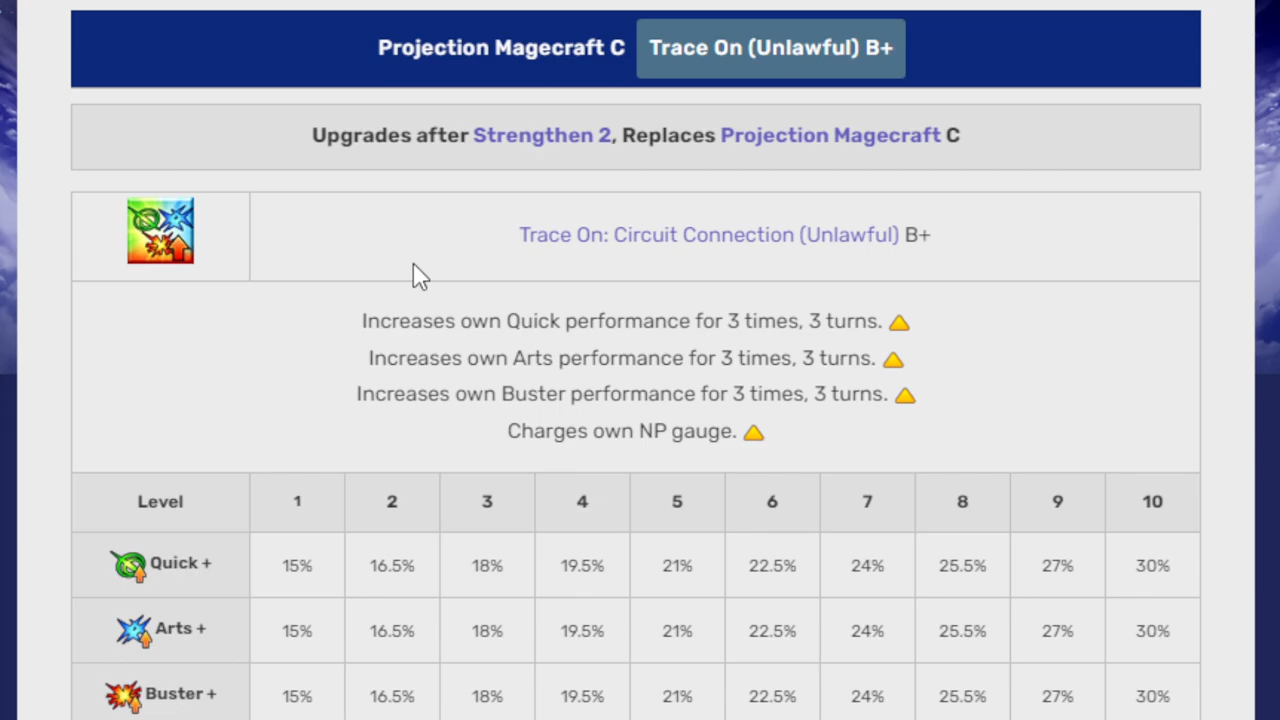 Projection Magecraft C Trace On (Unlawful) B+
Upgrades after Strengthen 2, Replaces Projection Magecraft C
Trace On: Circuit Connection (Unlawful) B+
Increases own Quick performance for 3 times, 3 turns.
Increases own Arts performance for 3 times, 3 turns.
Increases own Buster performance for 3 times, 3 turns.
Charges own NP gauge.
Level 1 2 3 4 5 6 7 8 9 10
Quick + 15% 16.5% 18% 19.5% 21% 22.5% 24% 25.5% 27% 30%
Arts + 15% 16.5% 18% 19.5% 21% 22.5% 24% 25.5% 27% 30%
Buster + 15% 16.5% 18% 19.5% 21% 22.5% 24% 25.5% 27% 30%